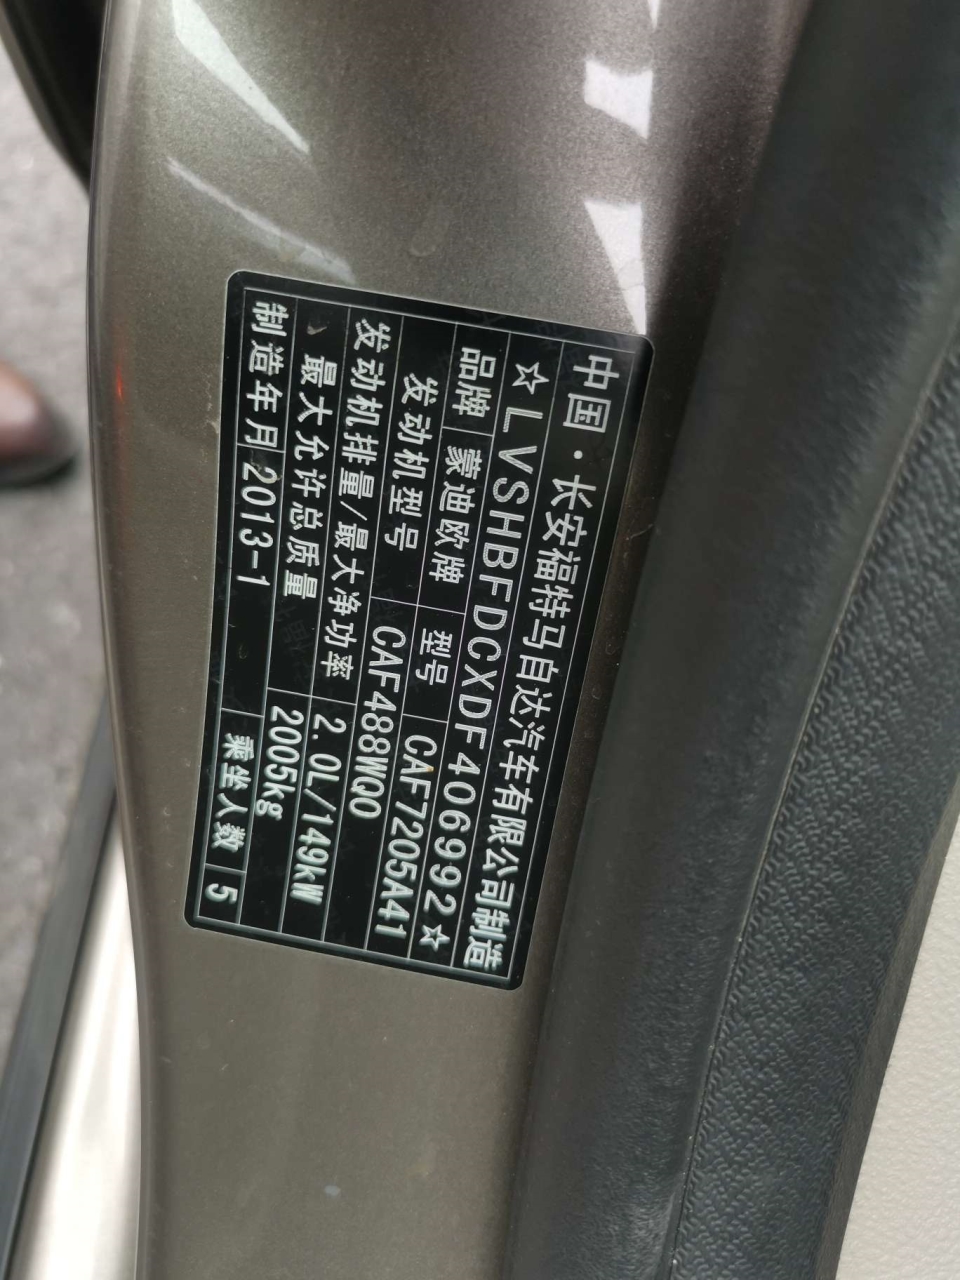 中国·长安福特马自达汽车有限公司制造
☆LVSHBFDCXDF406992☆
品牌 蒙迪欧牌 型号 CAF7205A41
发动机型号 CAF488WQ0
发动机排量/最大净功率 2.0L/149kW
最大允许总质量 2005kg
制造年月 2013-1 乘坐人数 5